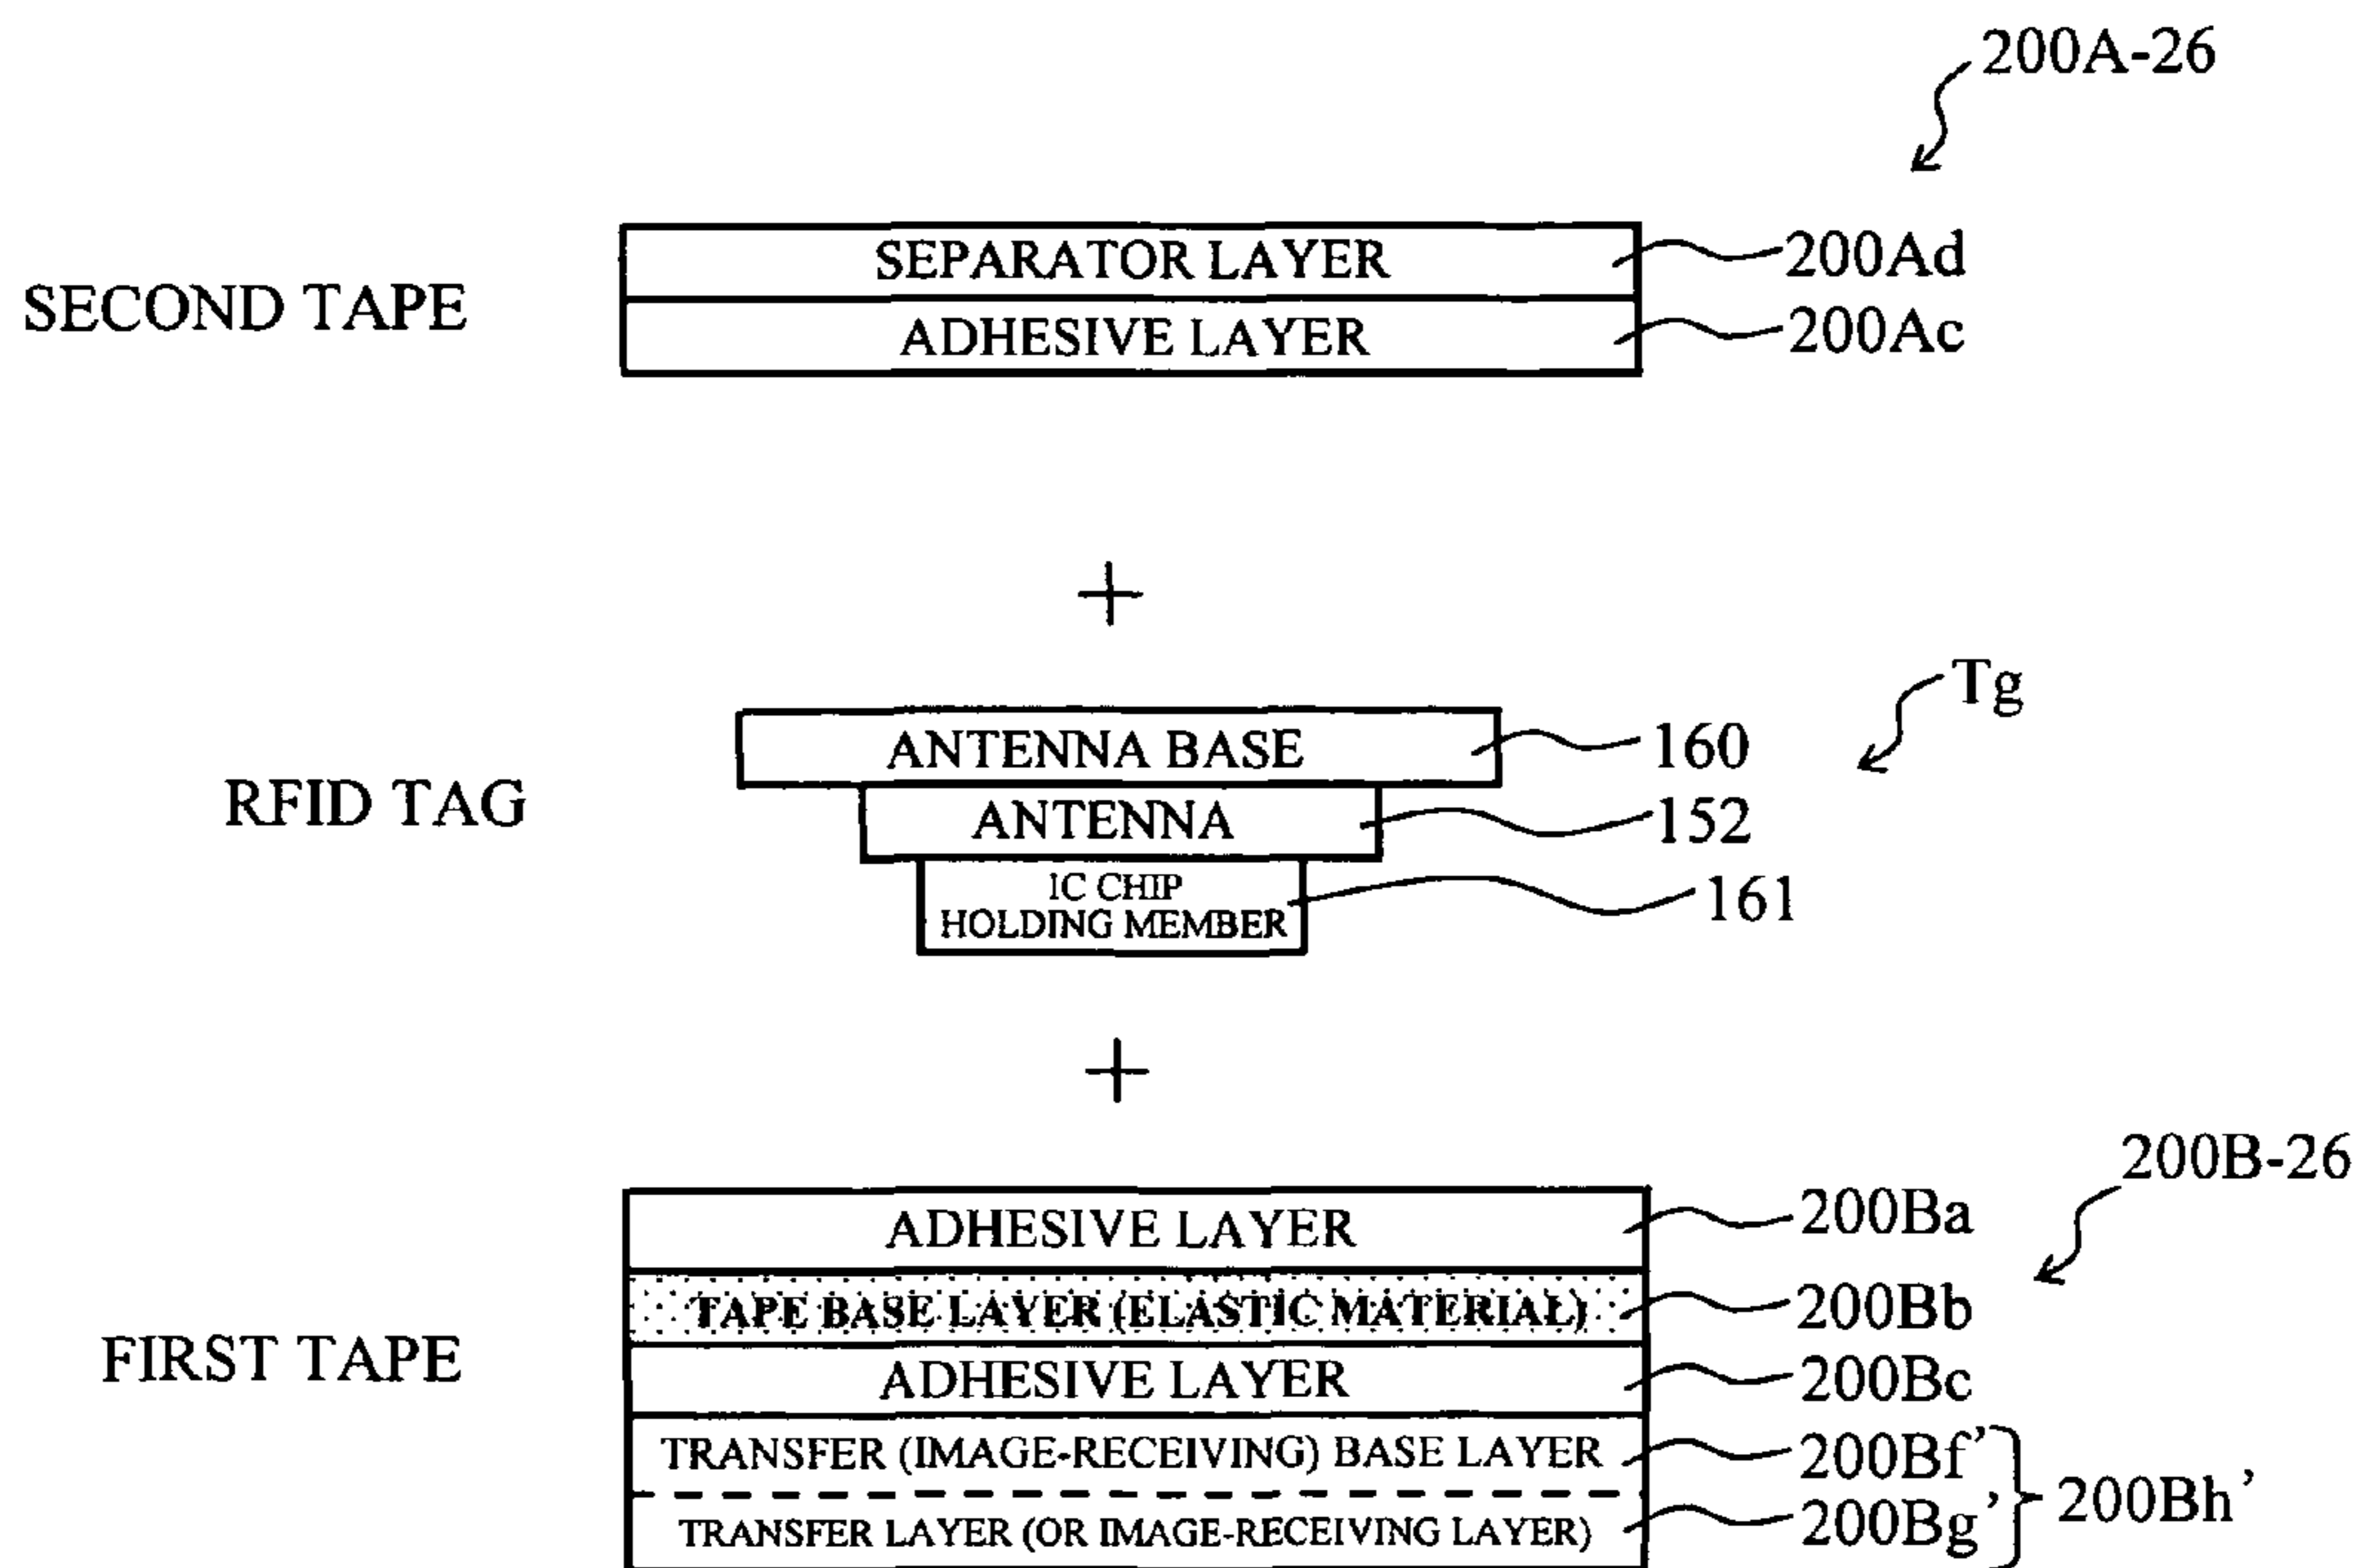 200A-26
SEPARATOR LAYER 200Ad
SECOND TAPE
ADHESIVE LAYER 200Ac
+
Tg
ANTENNA BASE 160
RFID TAG
ANTENNA 152
IC CHIP
HOLDING MEMBER 161
+
200B-26
ADHESIVE LAYER 200Ba
TAPE BASE LAYER (ELASTIC MATERIAL) 200Bb
FIRST TAPE
ADHESIVE LAYER 200Bc
TRANSFER (IMAGE-RECEIVING) BASE LAYER 200Bf'
200Bh'
TRANSFER LAYER (OR IMAGE-RECEIVING LAYER) 200Bg'